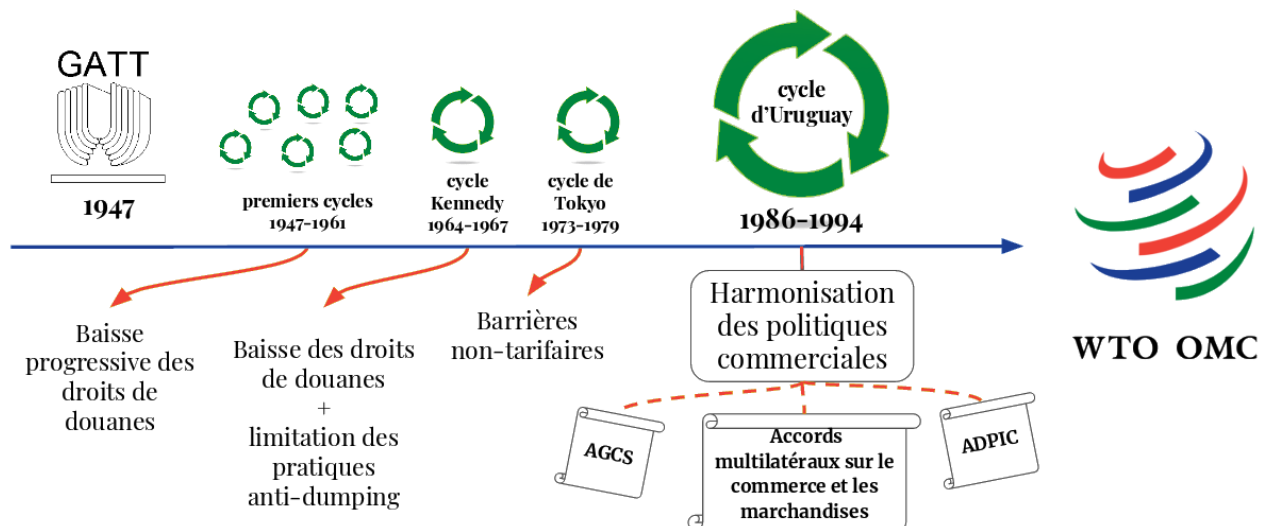 GATT
1947
premiers cycles
1947-1961
cycle
Kennedy
1964-1967
cycle de
Tokyo
1973-1979
cycle
d'Uruguay
1986-1994
Baisse
progressive des
droits de
douanes
Baisse des droits
de douanes
+
limitation des
pratiques
anti-dumping
Barrières
non-tarifaires
Harmonisation
des politiques
commerciales
AGCS
Accords
multilatéraux sur le
commerce et les
marchandises
ADPIC
WTO OMC